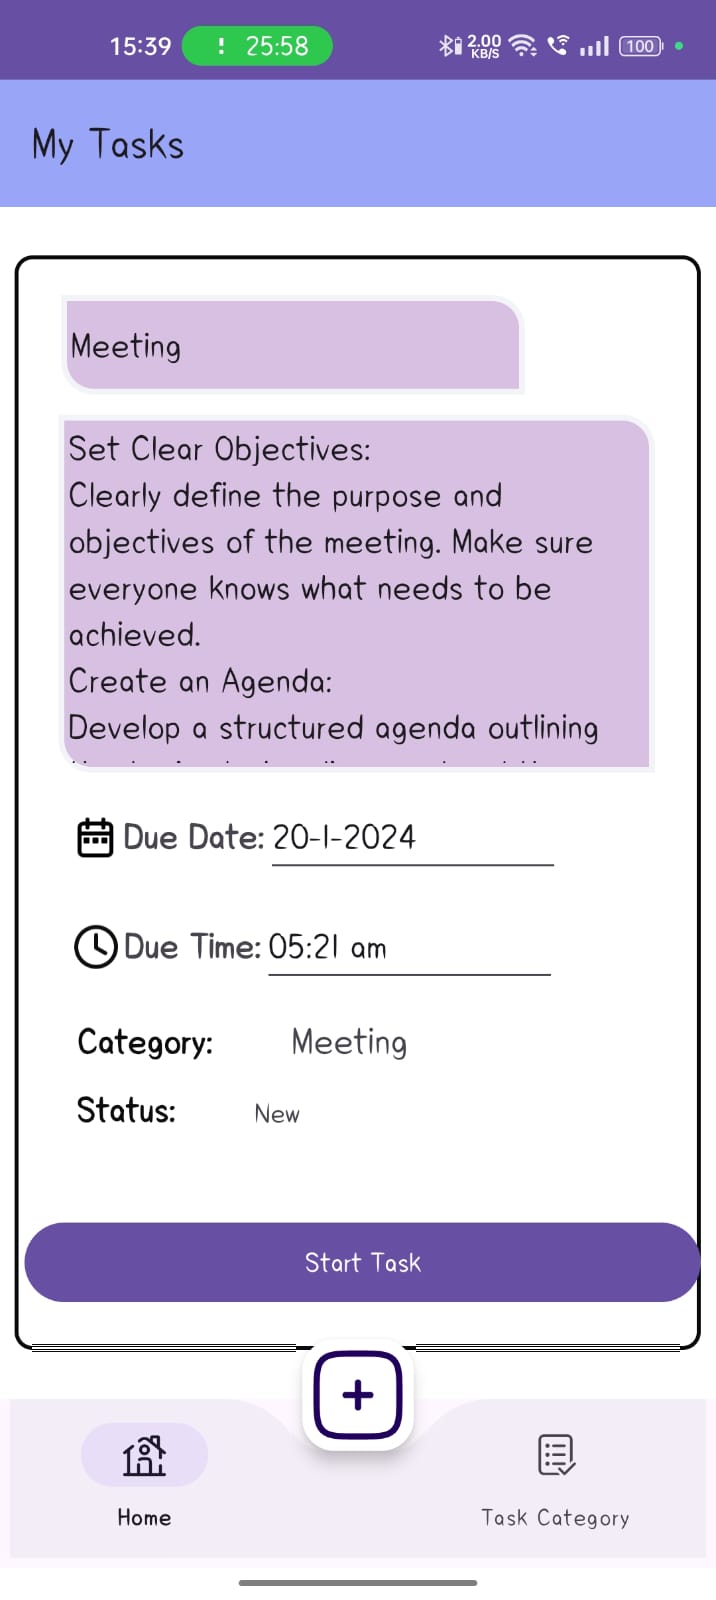 15:39 ! 25:58 2.00 KB/S 100
My Tasks
Meeting
Set Clear Objectives:
Clearly define the purpose and
objectives of the meeting. Make sure
everyone knows what needs to be
achieved.
Create an Agenda:
Develop a structured agenda outlining
Due Date: 20-1-2024
Due Time: 05:21 am
Category: Meeting
Status: New
Start Task
+
Home Task Category